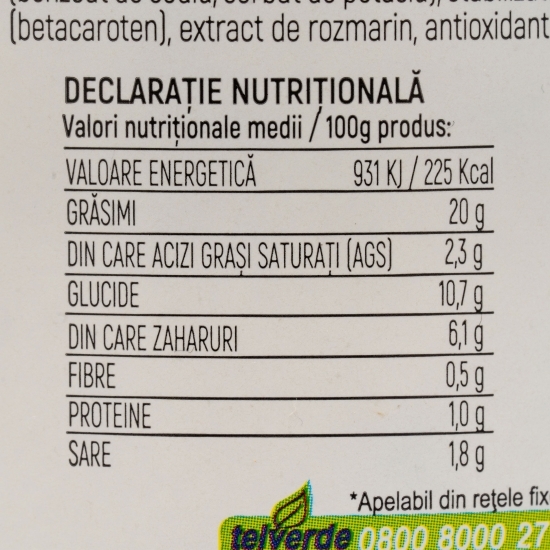 (betacaroten), extract de rozmarin, antioxidant
DECLARAȚIE NUTRIȚIONALĂ
Valori nutriționale medii / 100g produs:
VALOARE ENERGETICĂ 931 KJ / 225 Kcal
GRĂSIMI 20 g
DIN CARE ACIZI GRAȘI SATURAȚI (AGS) 2,3 g
GLUCIDE 10,7 g
DIN CARE ZAHARURI 6,1 g
FIBRE 0,5 g
PROTEINE 1,0 g
SARE 1,8 g
*Apelabil din rețele fixe
telverde 0800 8000 27